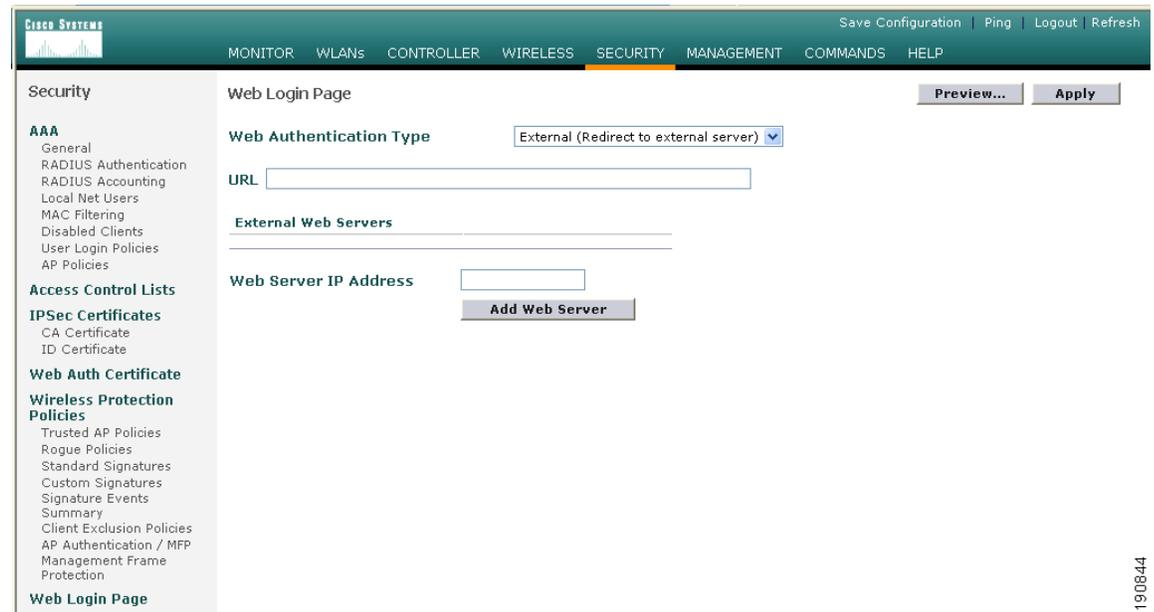 CISCO SYSTEMS
Save Configuration | Ping | Logout | Refresh
MONITOR WLANs CONTROLLER WIRELESS SECURITY MANAGEMENT COMMANDS HELP
Security
AAA
General
RADIUS Authentication
RADIUS Accounting
Local Net Users
MAC Filtering
Disabled Clients
User Login Policies
AP Policies
Access Control Lists
IPSec Certificates
CA Certificate
ID Certificate
Web Auth Certificate
Wireless Protection
Policies
Trusted AP Policies
Rogue Policies
Standard Signatures
Custom Signatures
Signature Events
Summary
Client Exclusion Policies
AP Authentication / MFP
Management Frame
Protection
Web Login Page
Web Login Page
Preview... Apply
Web Authentication Type External (Redirect to external server)
URL
External Web Servers
Web Server IP Address
Add Web Server
190844